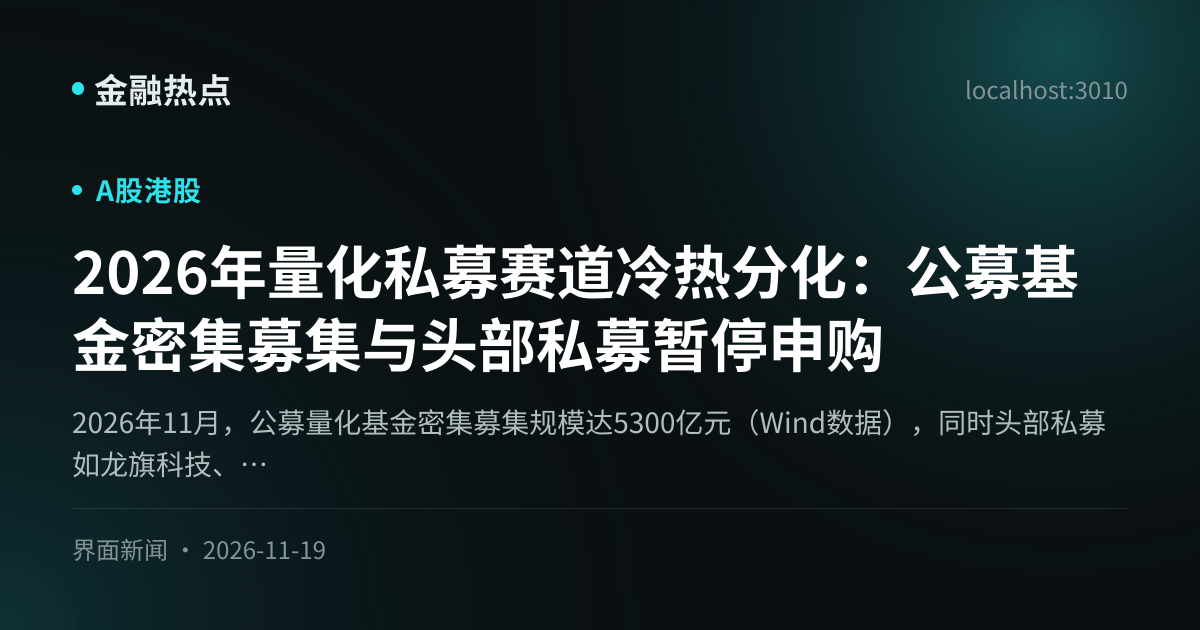 金融热点
localhost:3010
A股港股
2026年量化私募赛道冷热分化：公募基
金密集募集与头部私募暂停申购
2026年11月，公募量化基金密集募集规模达5300亿元（Wind数据），同时头部私募
如龙旗科技、…
界面新闻 • 2026-11-19